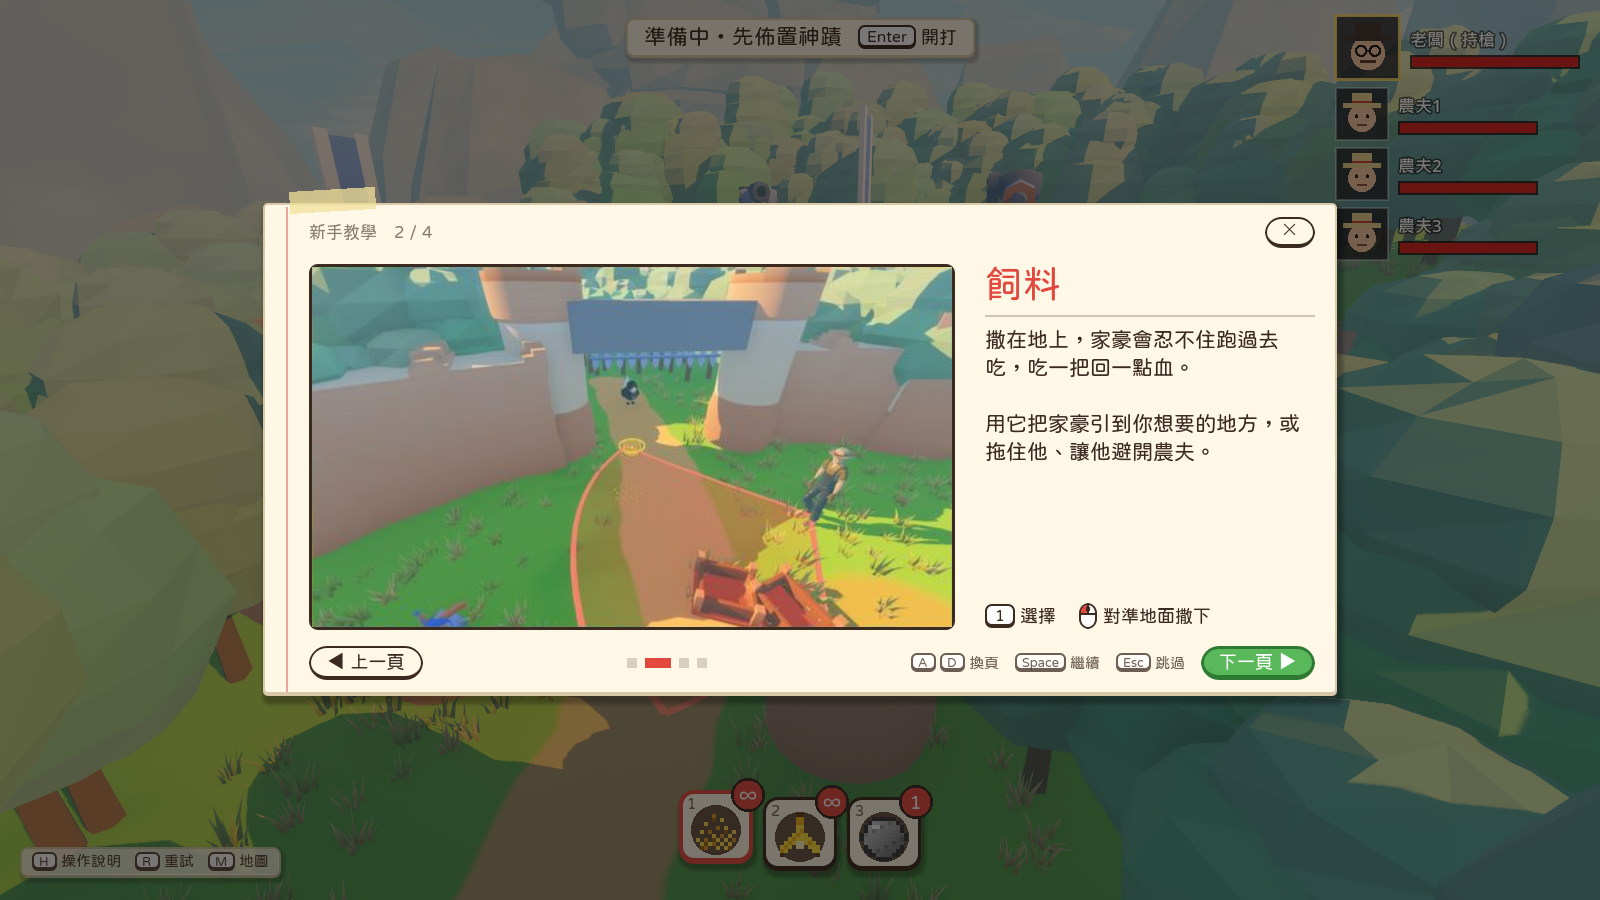 準備中・先佈置神蹟 Enter 開打
老闆（持槍）
農夫1
農夫2
農夫3
新手教學 2 / 4
飼料
撒在地上，家豪會忍不住跑過去
吃，吃一把回一點血。
用它把家豪引到你想要的地方，或
拖住他、讓他避開農夫。
1 選擇 對準地面撒下
◀ 上一頁
A D 換頁 Space 繼續 Esc 跳過
下一頁 ▶
1 ∞
2 ∞
3 1
H 操作說明 R 重試 M 地圖